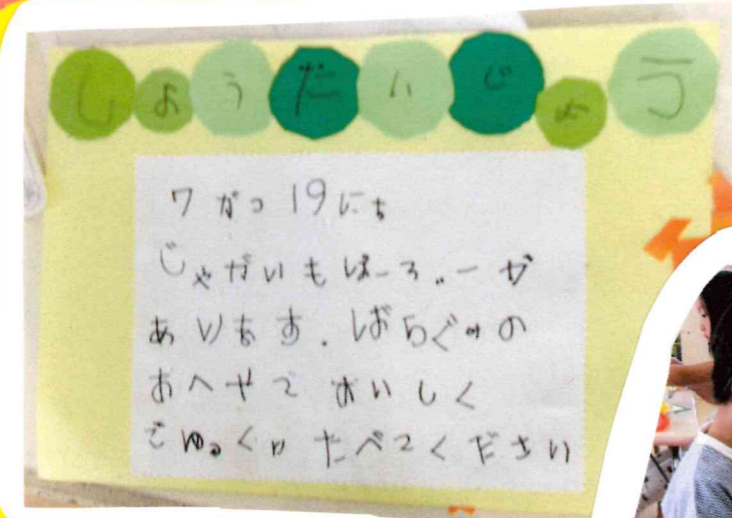 しょうだいじょう
7がつ19にち
じゃがいもぱーてぃーが
あります.ばらぐみの
おへやで おいしく
ごゆっくり たべてください